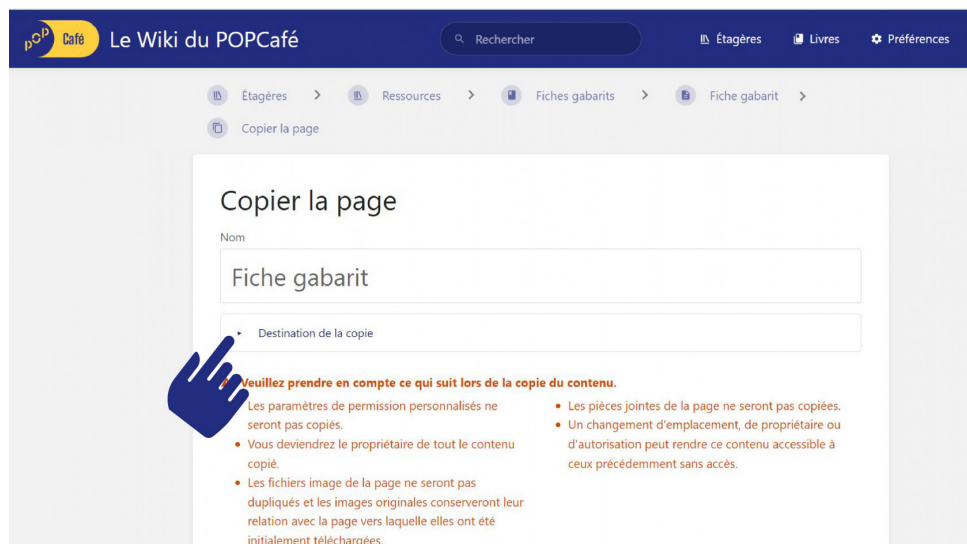 POP Café Le Wiki du POPCafé Rechercher Étagères Livres Préférences
Étagères > Ressources > Fiches gabarits > Fiche gabarit >
Copier la page
Copier la page
Nom
Fiche gabarit
Destination de la copie
Veuillez prendre en compte ce qui suit lors de la copie du contenu.
Les paramètres de permission personnalisés ne
seront pas copiés.
• Vous deviendrez le propriétaire de tout le contenu
copié.
• Les fichiers image de la page ne seront pas
dupliqués et les images originales conserveront leur
relation avec la page vers laquelle elles ont été
initialement téléchargées.
• Les pièces jointes de la page ne seront pas copiées.
• Un changement d'emplacement, de propriétaire ou
d'autorisation peut rendre ce contenu accessible à
ceux précédemment sans accès.